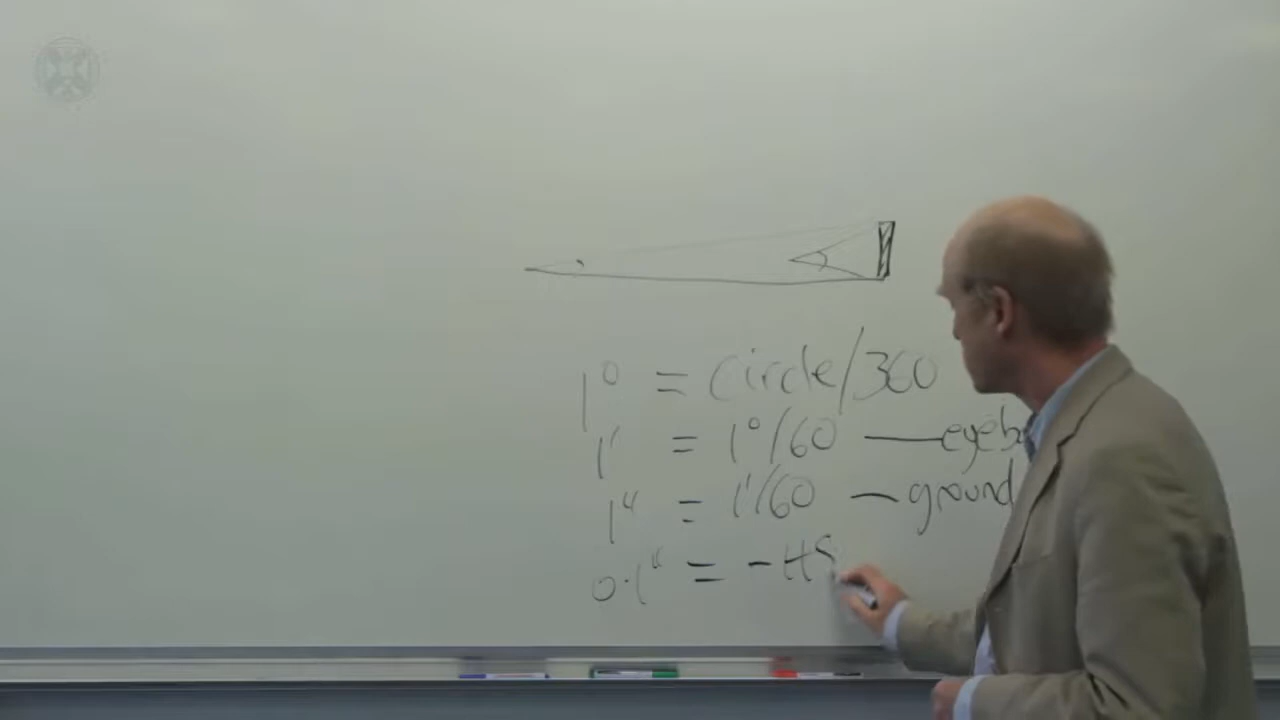 1° = Circle/360
1' = 1°/60 — eyeb
1" = 1'/60 — ground
0.1" = - HS